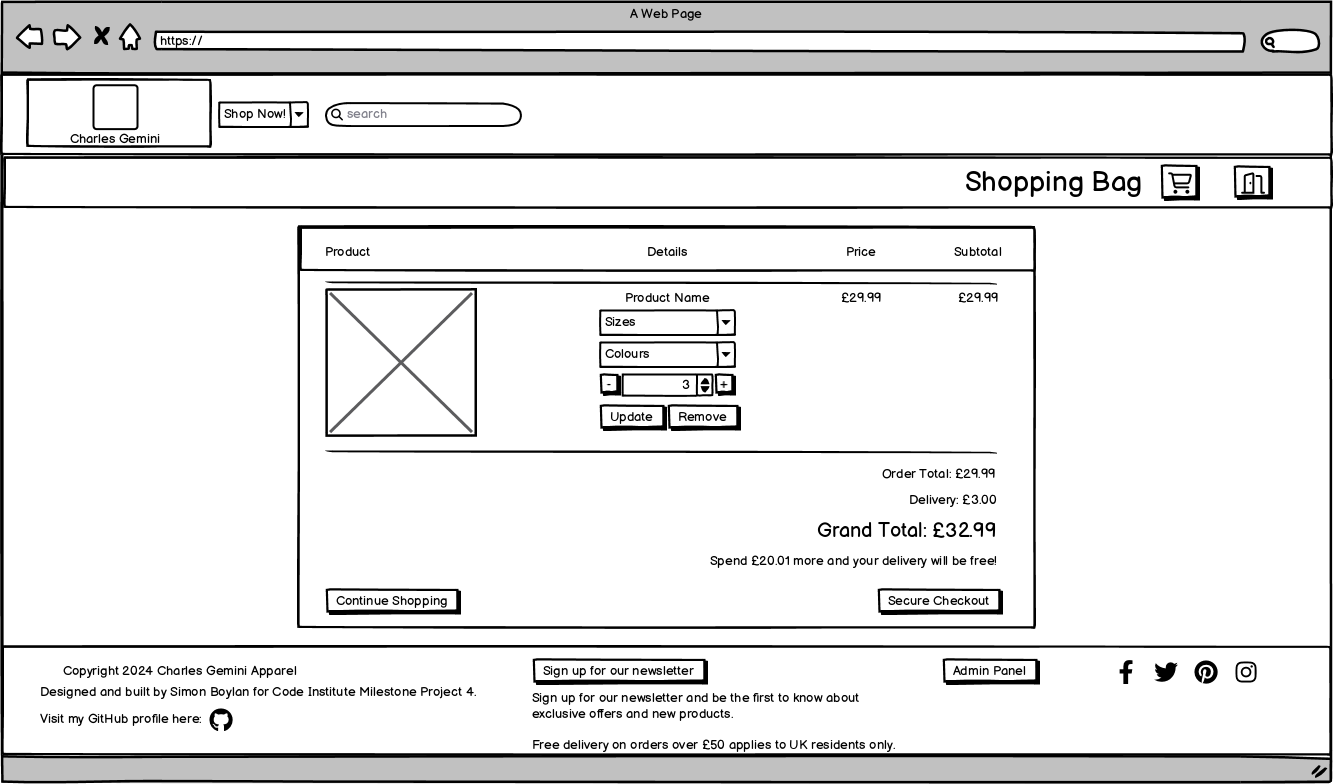 A Web Page
https://
Charles Gemini
Shop Now!
search
Shopping Bag
Product Details Price Subtotal
Product Name £29.99 £29.99
Sizes
Colours
- 3 +
Update Remove
Order Total: £29.99
Delivery: £3.00
Grand Total: £32.99
Spend £20.01 more and your delivery will be free!
Continue Shopping Secure Checkout
Copyright 2024 Charles Gemini Apparel
Designed and built by Simon Boylan for Code Institute Milestone Project 4.
Visit my GitHub profile here:
Sign up for our newsletter
Sign up for our newsletter and be the first to know about
exclusive offers and new products.
Free delivery on orders over £50 applies to UK residents only.
Admin Panel